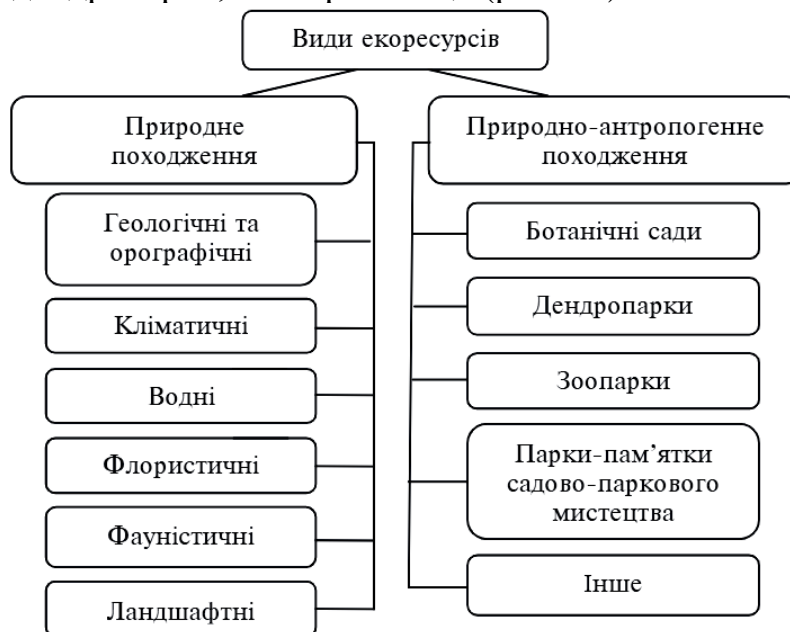 Види екоресурсів
Природне
походження
Геологічні та
орографічні
Кліматичні
Водні
Флористичні
Фауністичні
Ландшафтні
Природно-антропогенне
походження
Ботанічні сади
Дендропарки
Зоопарки
Парки-пам’ятки
садово-паркового
мистецтва
Інше